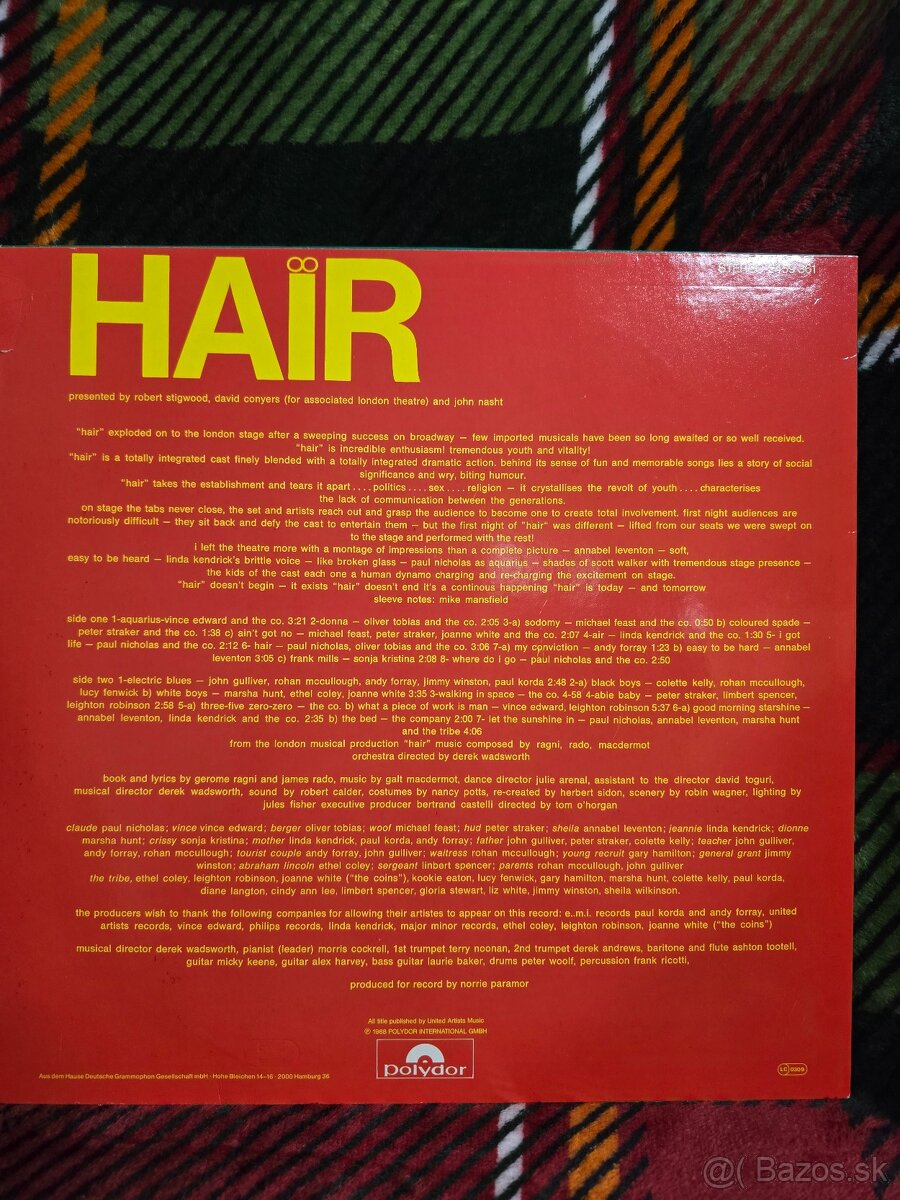 HAÏR
presented by robert stigwood, david conyers (for associated london theatre) and john nasht
"hair" exploded on to the london stage after a sweeping success on broadway – few imported musicals have been so long awaited or so well received.
"hair" is incredible enthusiasm! tremendous youth and vitality!
"hair" is a totally integrated cast finely blended with a totally integrated dramatic action. behind its sense of fun and memorable songs lies a story of social
significance and wry, biting humour.
"hair" takes the establishment and tears it apart .... politics .... sex .... religion – it crystallises the revolt of youth .... characterises
the lack of communication between the generations.
on stage the tabs never close, the set and artists reach out and grasp the audience to become one to create total involvement. first night audiences are
notoriously difficult – they sit back and defy the cast to entertain them – but the first night of "hair" was different – lifted from our seats we were swept on
to the stage and performed with the rest!
i left the theatre more with a montage of impressions than a complete picture – annabel leventon – soft,
easy to be heard – linda kendrick's brittle voice – like broken glass – paul nicholas as aquarius – shades of scott walker with tremendous stage presence –
the kids of the cast each one a human dynamo charging and re-charging the excitement on stage.
"hair" doesn't begin – it exists "hair" doesn't end it's a continous happening "hair" is today – and tomorrow
sleeve notes: mike mansfield
side one 1-aquarius-vince edward and the co. 3:21 2-donna – oliver tobias and the co. 2:05 3-a) sodomy – michael feast and the co. 0:50 b) coloured spade –
peter straker and the co. 1:38 c) ain't got no – michael feast, peter straker, joanne white and the co. 2:07 4-air – linda kendrick and the co. 1:30 5- i got
life – paul nicholas and the co. 2:12 6- hair – paul nicholas, oliver tobias and the co. 3:06 7-a) my conviction – andy forray 1:23 b) easy to be hard – annabel
leventon 3:05 c) frank mills – sonja kristina 2:08 8- where do i go – paul nicholas and the co. 2:50
side two 1-electric blues – john gulliver, rohan mccullough, andy forray, jimmy winston, paul korda 2:48 2-a) black boys – colette kelly, rohan mccullough,
lucy fenwick b) white boys – marsha hunt, ethel coley, joanne white 3:35 3-walking in space – the co. 4-58 4-abie baby – peter straker, limbert spencer,
leighton robinson 2:58 5-a) three-five zero-zero – the co. b) what a piece of work is man – vince edward, leighton robinson 5:37 6-a) good morning starshine –
annabel leventon, linda kendrick and the co. 2:35 b) the bed – the company 2:00 7- let the sunshine in – paul nicholas, annabel leventon, marsha hunt
and the tribe 4:06
from the london musical production "hair" music composed by ragni, rado, macdermot
orchestra directed by derek wadsworth
book and lyrics by gerome ragni and james rado, music by galt macdermot, dance director julie arenal, assistant to the director david toguri,
musical director derek wadsworth, sound by robert calder, costumes by nancy potts, re-created by herbert sidon, scenery by robin wagner, lighting by
jules fisher executive producer bertrand castelli directed by tom o'horgan
claude paul nicholas; vince vince edward; berger oliver tobias; woof michael feast; hud peter straker; sheila annabel leventon; jeannie linda kendrick; dionne
marsha hunt; crissy sonja kristina; mother linda kendrick, paul korda, andy forray; father john gulliver, peter straker, colette kelly; teacher john gulliver,
andy forray, rohan mccullough; tourist couple andy forray, john gulliver; waitress rohan mccullough; young recruit gary hamilton; general grant jimmy
winston; abraham lincoln ethel coley; sergeant linbert spencer; parents rohan mccullough, john gulliver
the tribe, ethel coley, leighton robinson, joanne white ("the coins"), kookie eaton, lucy fenwick, gary hamilton, marsha hunt, colette kelly, paul korda,
diane langton, cindy ann lee, limbert spencer, gloria stewart, liz white, jimmy winston, sheila wilkinson.
the producers wish to thank the following companies for allowing their artistes to appear on this record: e..mi. records paul korda and andy forray, united
artists records, vince edward, philips records, linda kendrick, major minor records, ethel coley, leighton robinson, joanne white ("the coins")
musical director derek wadsworth, pianist (leader) morris cockrell, 1st trumpet terry noonan, 2nd trumpet derek andrews, baritone and flute ashton tootell,
guitar micky keene, guitar alex harvey, bass guitar laurie baker, drums peter woolf, percussion frank ricotti,
produced for record by norrie paramor
All title published by United Artists Music
℗ 1968 POLYDOR INTERNATIONAL GMBH
polydor
Aus dem Hause Deutsche Grammophon Gesellschaft mbH · Hohe Bleichen 14–16 · 2000 Hamburg 36
LC 0309
@( Bazos.sk